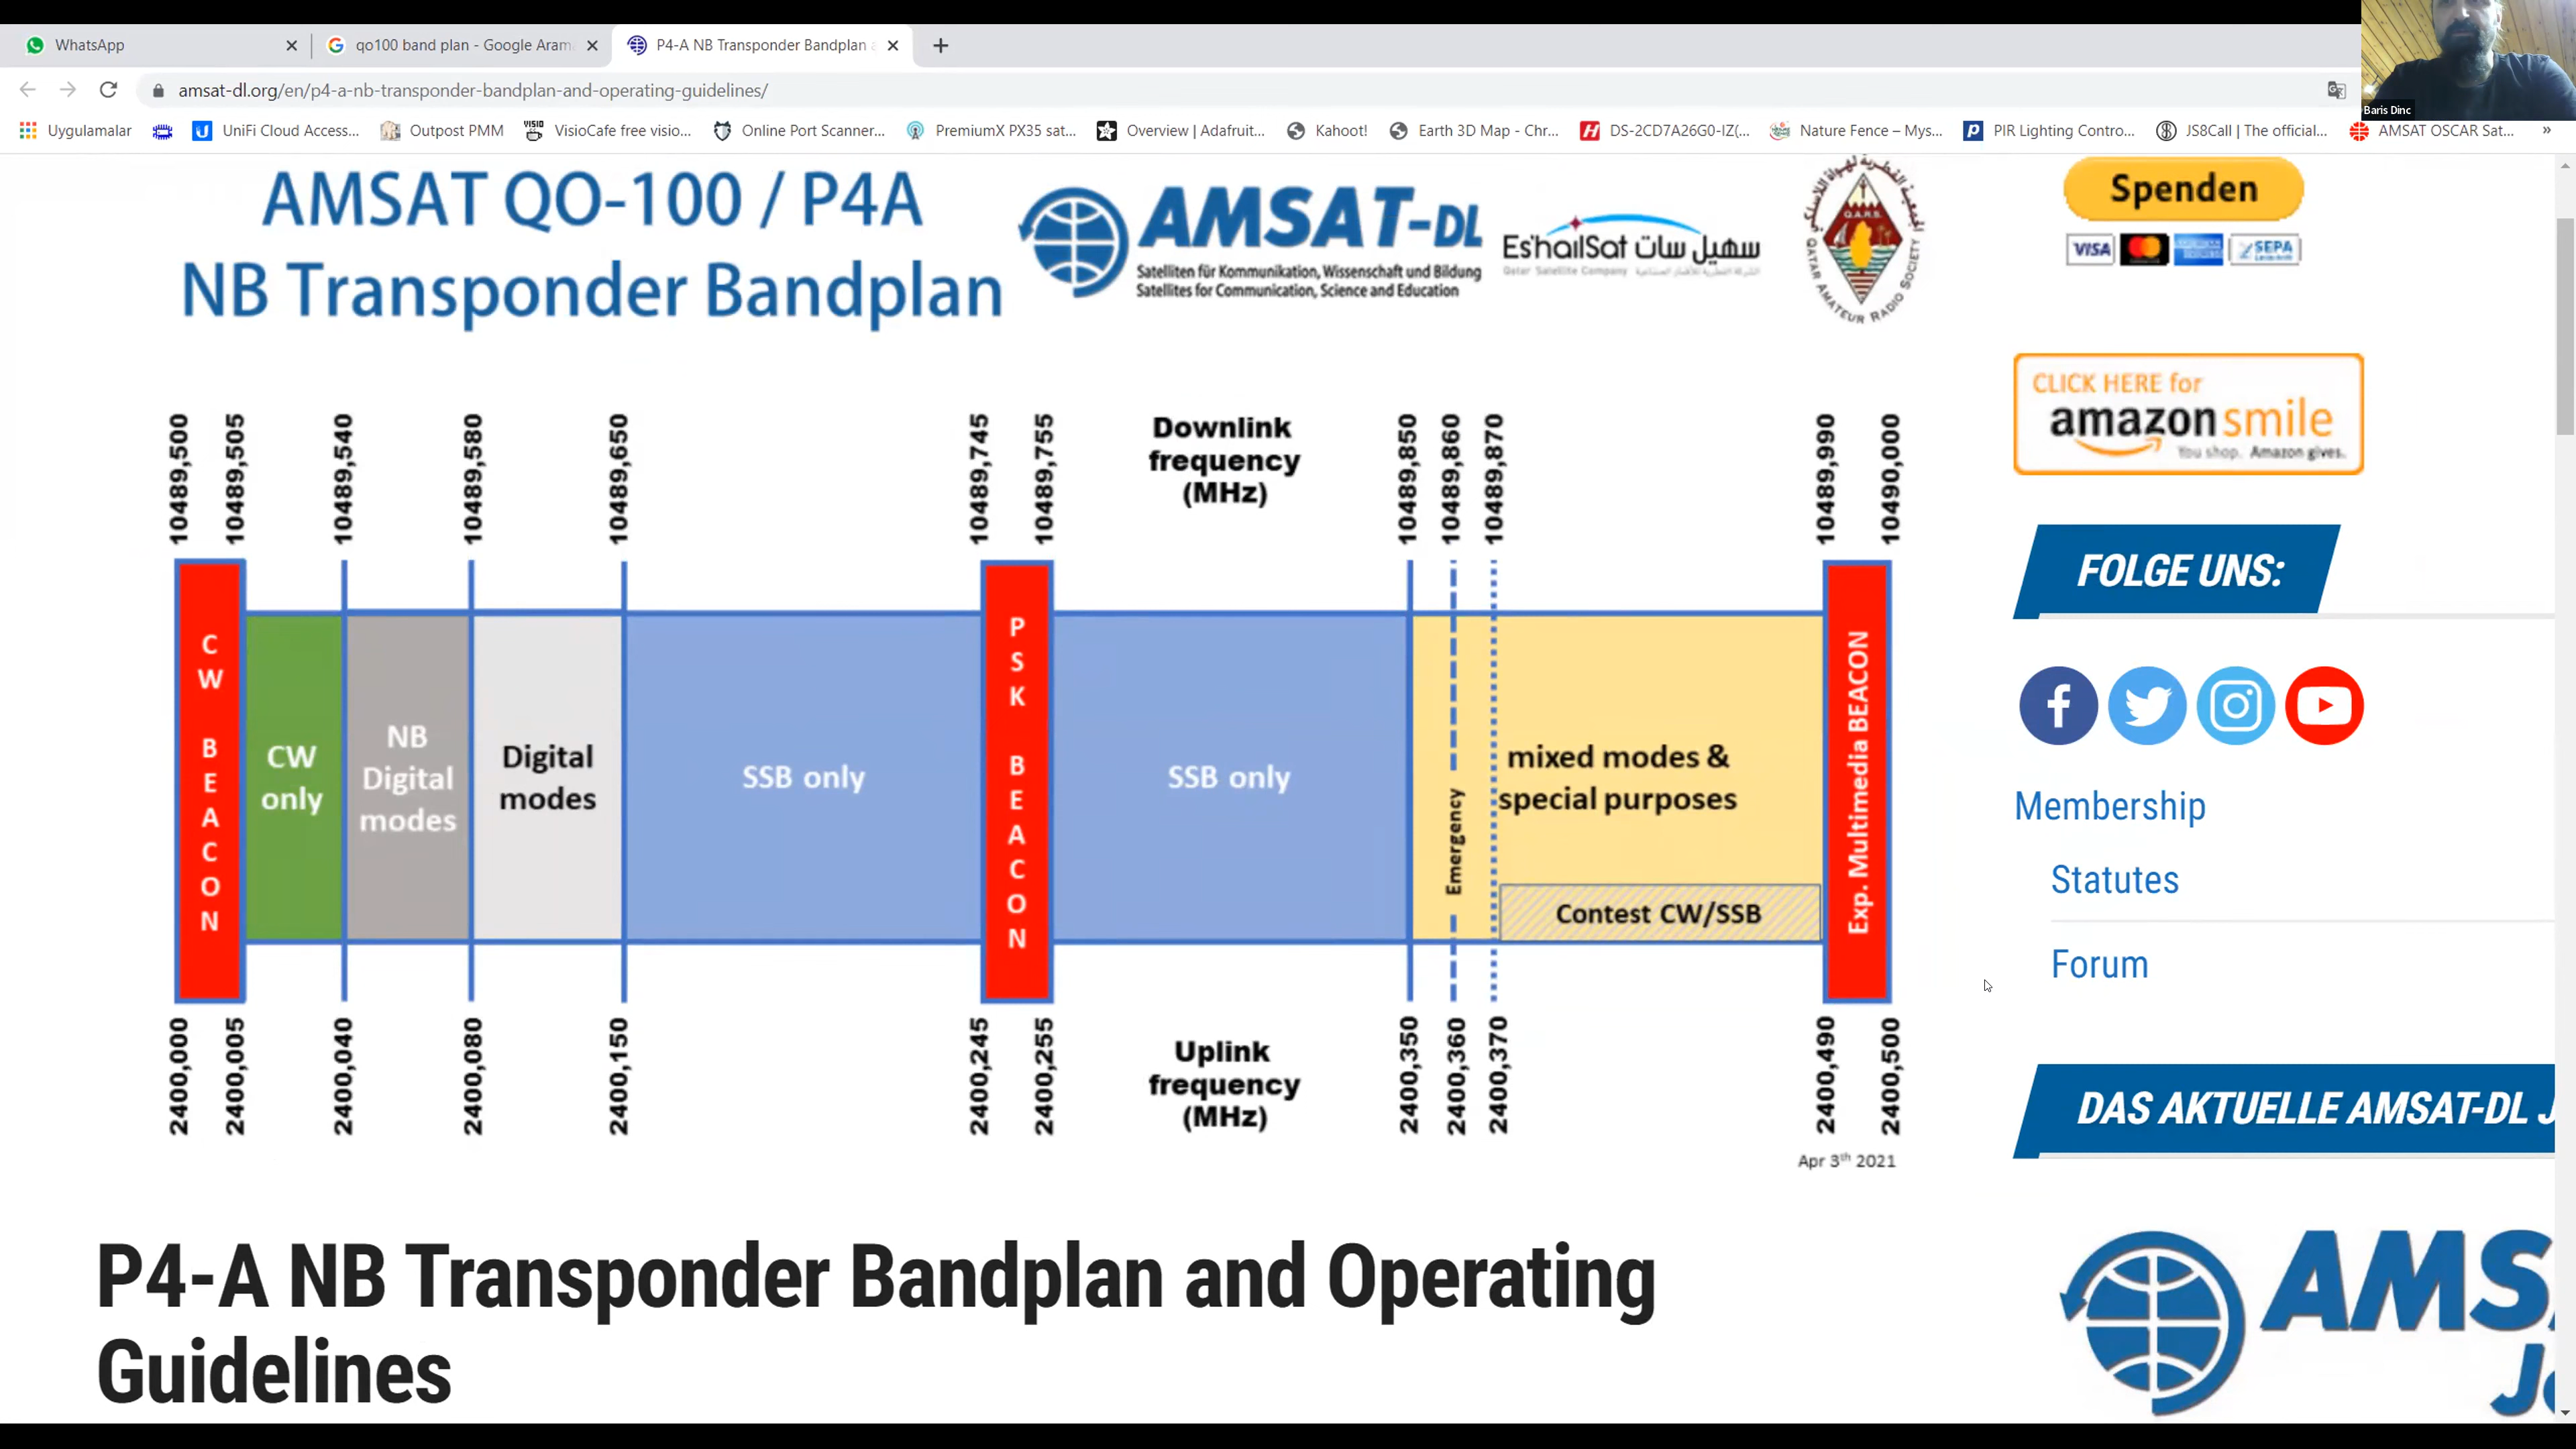 WhatsApp
qo100 band plan - Google Aram
P4-A NB Transponder Bandplan a
amsat-dl.org/en/p4-a-nb-transponder-bandplan-and-operating-guidelines/
Baris Dinc
Uygulamalar
UniFi Cloud Access...
Outpost PMM
VisioCafe free visio...
Online Port Scanner...
PremiumX PX35 sat...
Overview | Adafruit...
Kahoot!
Earth 3D Map - Chr...
DS-2CD7A26G0-IZ(...
Nature Fence – Mys...
PIR Lighting Contro...
JS8Call | The official...
AMSAT OSCAR Sat...
»
AMSAT QO-100 / P4A
NB Transponder Bandplan
AMSAT-DL
Satelliten für Kommunikation, Wissenschaft und Bildung
Satellites for Communication, Science and Education
Es'hailSat سهيل سات
Qatar Satellite Company
Q.A.R.S.
QATAR AMATEUR RADIO SOCIETY
Spenden
VISA
SEPA
CLICK HERE for
amazonsmile
You shop. Amazon gives.
10489,500
10489,505
10489,540
10489,580
10489,650
10489,745
10489,755
Downlink
frequency
(MHz)
10489,850
10489,860
10489,870
10489,990
10490,000
CW BEACON
CW
only
NB
Digital
modes
Digital
modes
SSB only
PSK BEACON
SSB only
Emergency
mixed modes &
special purposes
Contest CW/SSB
Exp. Multimedia BEACON
2400,000
2400,005
2400,040
2400,080
2400,150
2400,245
2400,255
Uplink
frequency
(MHz)
2400,350
2400,360
2400,370
2400,490
2400,500
Apr 3th 2021
FOLGE UNS:
Membership
Statutes
Forum
DAS AKTUELLE AMSAT-DL J
AMS
J
P4-A NB Transponder Bandplan and Operating
Guidelines